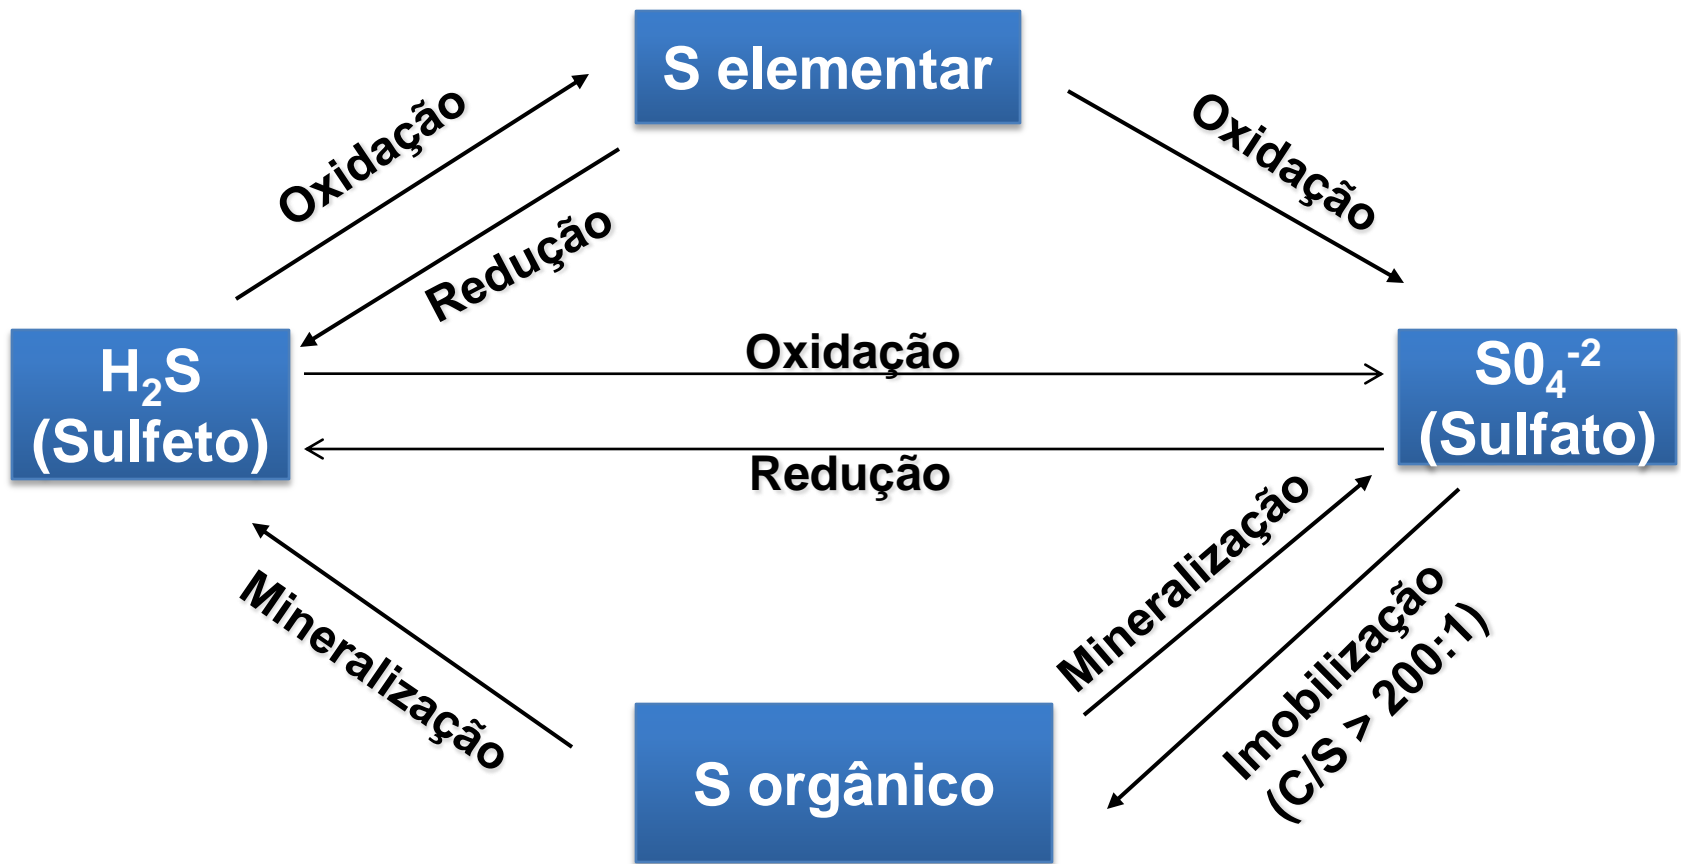 S elementar
Oxidação
Oxidação
Redução
H₂S
(Sulfeto)
Oxidação
S0₄⁻²
(Sulfato)
Redução
Mineralização
Mineralização
Imobilização
(C/S > 200:1)
S orgânico